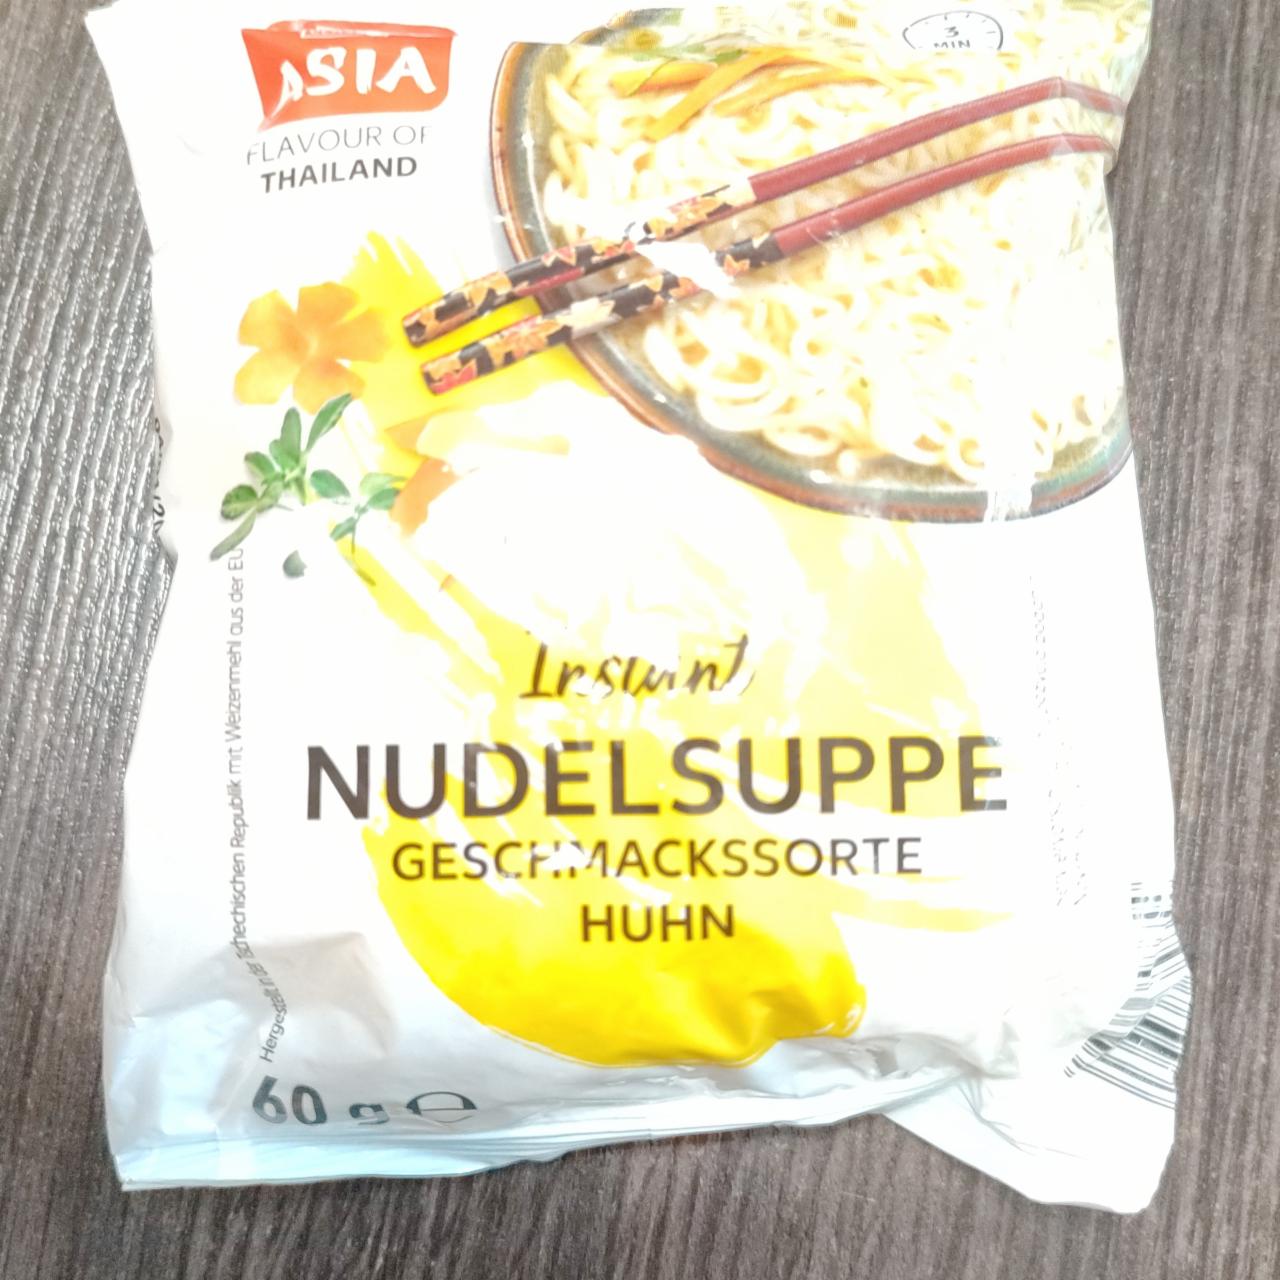 ASIA
FLAVOUR OF
THAILAND
3
MIN
Instant
NUDELSUPPE
GESCHMACKSSORTE
HUHN
Hergestellt in der Tschechischen Republik mit Weizenmehl aus der EU
60 g ℮